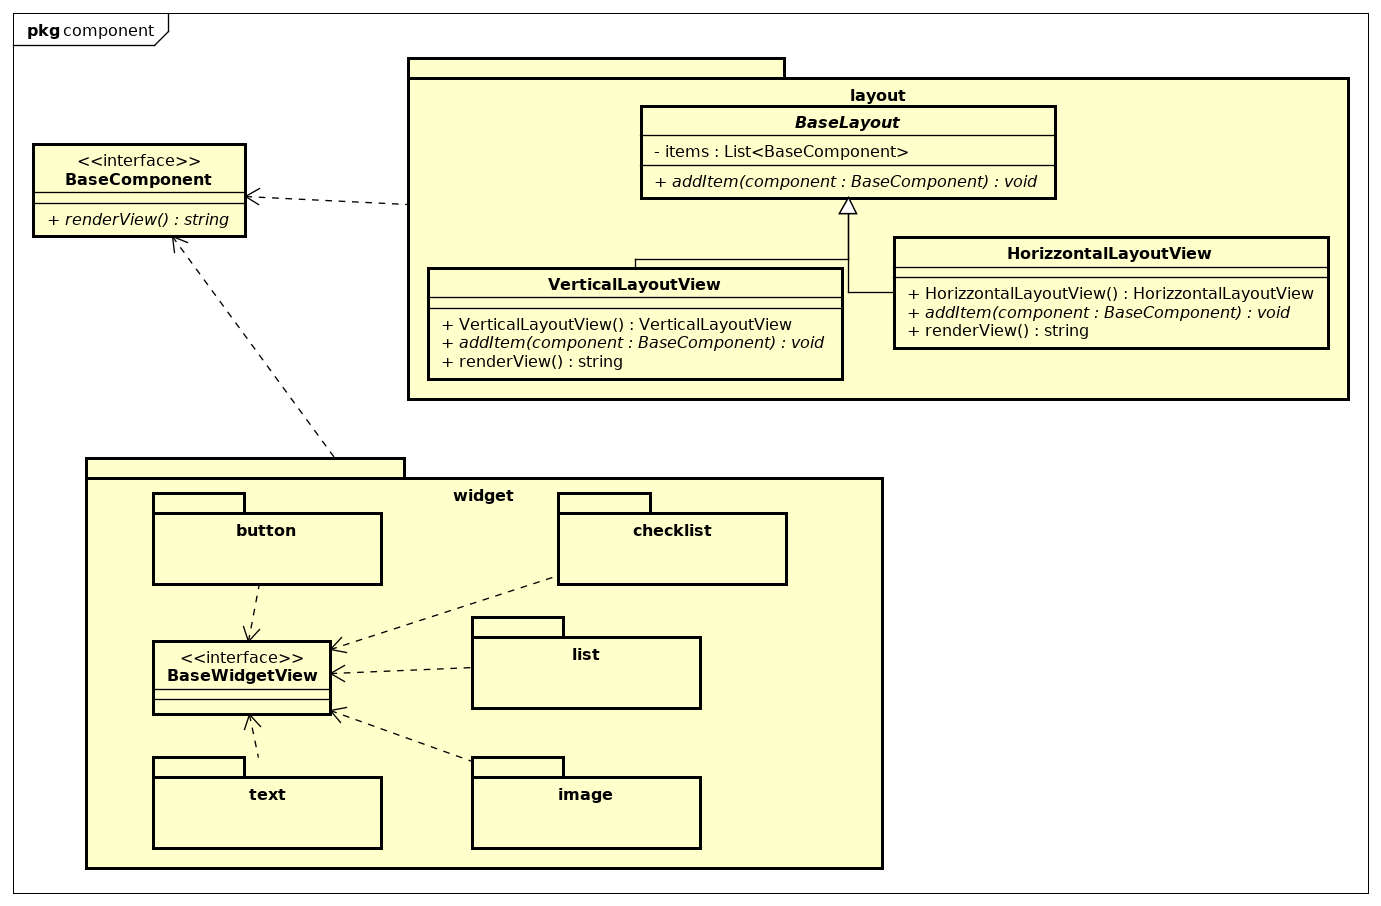 pkg component
layout
BaseLayout
- items : List<BaseComponent>
+ addItem(component : BaseComponent) : void
<<interface>>
BaseComponent
+ renderView() : string
VerticalLayoutView
+ VerticalLayoutView() : VerticalLayoutView
+ addItem(component : BaseComponent) : void
+ renderView() : string
HorizzontalLayoutView
+ HorizzontalLayoutView() : HorizzontalLayoutView
+ addItem(component : BaseComponent) : void
+ renderView() : string
widget
button
checklist
<<interface>>
BaseWidgetView
list
text
image